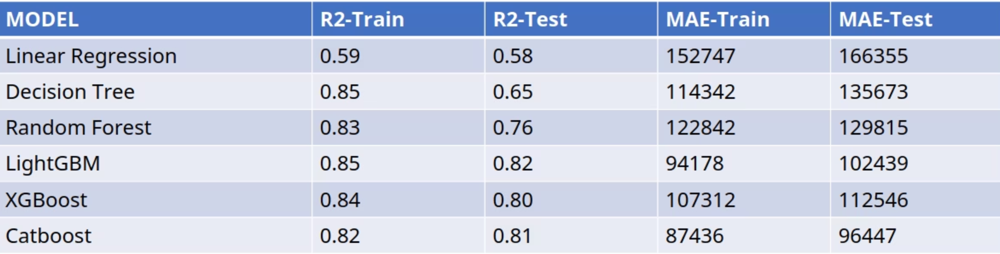 MODEL R2-Train R2-Test MAE-Train MAE-Test
Linear Regression 0.59 0.58 152747 166355
Decision Tree 0.85 0.65 114342 135673
Random Forest 0.83 0.76 122842 129815
LightGBM 0.85 0.82 94178 102439
XGBoost 0.84 0.80 107312 112546
Catboost 0.82 0.81 87436 96447